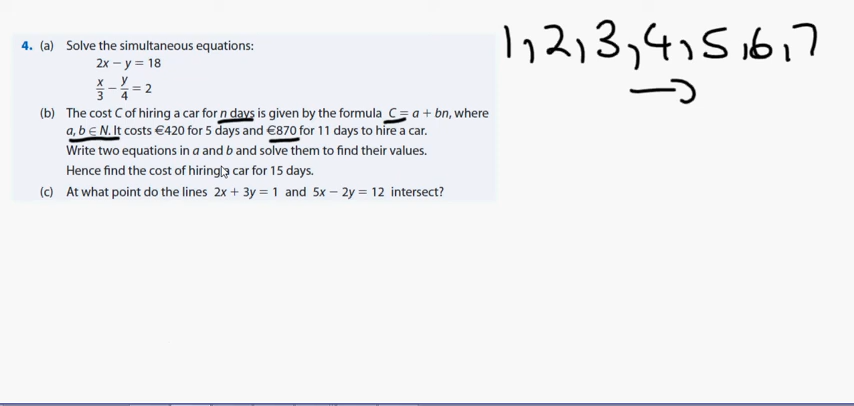 4. (a) Solve the simultaneous equations:
2x − y = 18
x/3 − y/4 = 2
(b) The cost C of hiring a car for n days is given by the formula C = a + bn, where
a, b ∈ N. It costs €420 for 5 days and €870 for 11 days to hire a car.
Write two equations in a and b and solve them to find their values.
Hence find the cost of hiring a car for 15 days.
(c) At what point do the lines 2x + 3y = 1 and 5x − 2y = 12 intersect?
1, 2, 3, 4, 5, 6, 7